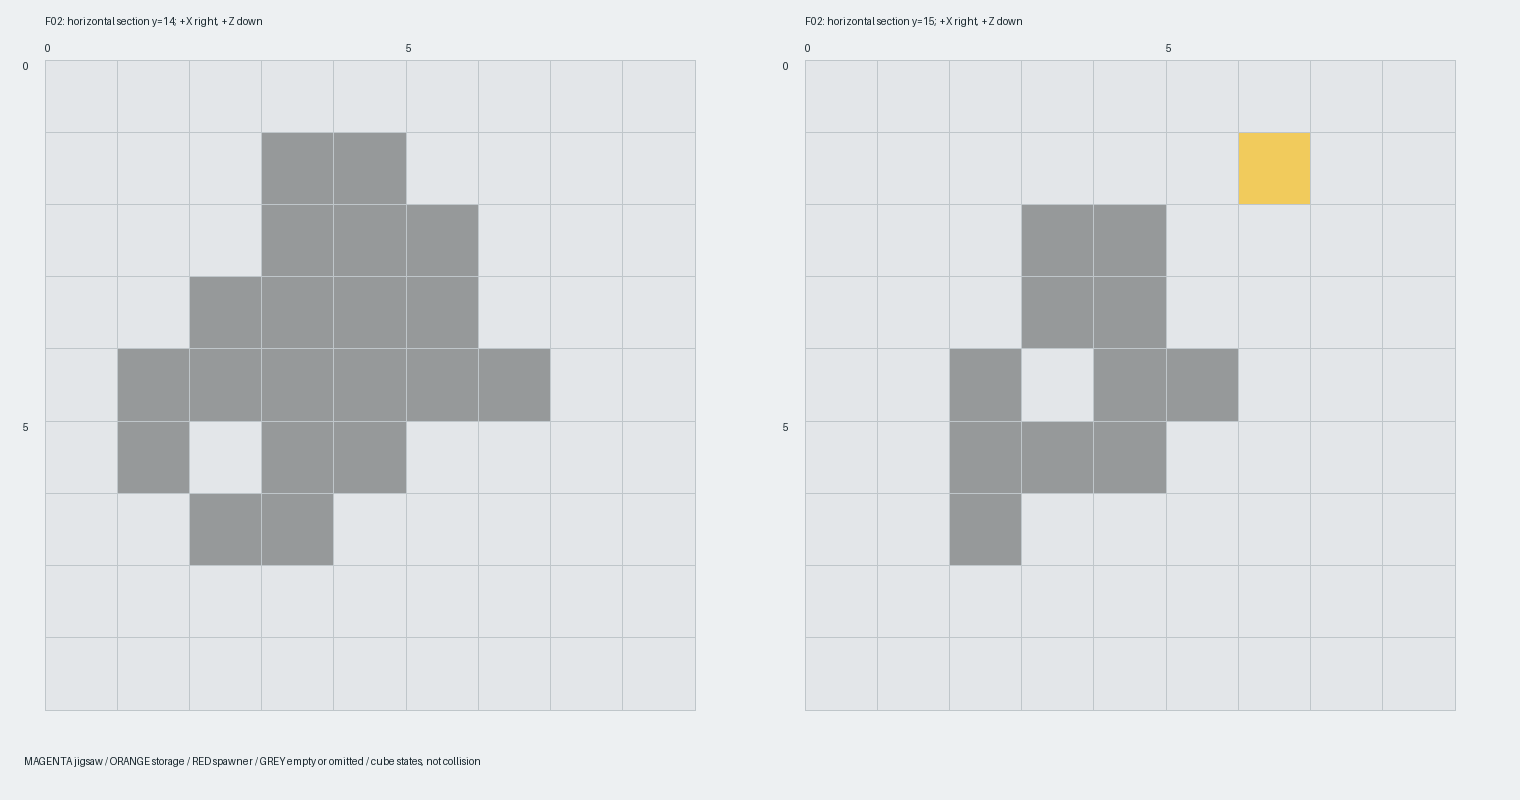 F02: horizontal section y=14; +X right, +Z down
F02: horizontal section y=15; +X right, +Z down
0 5
0 5
0
0
5
5
MAGENTA jigsaw / ORANGE storage / RED spawner / GREY empty or omitted / cube states, not collision